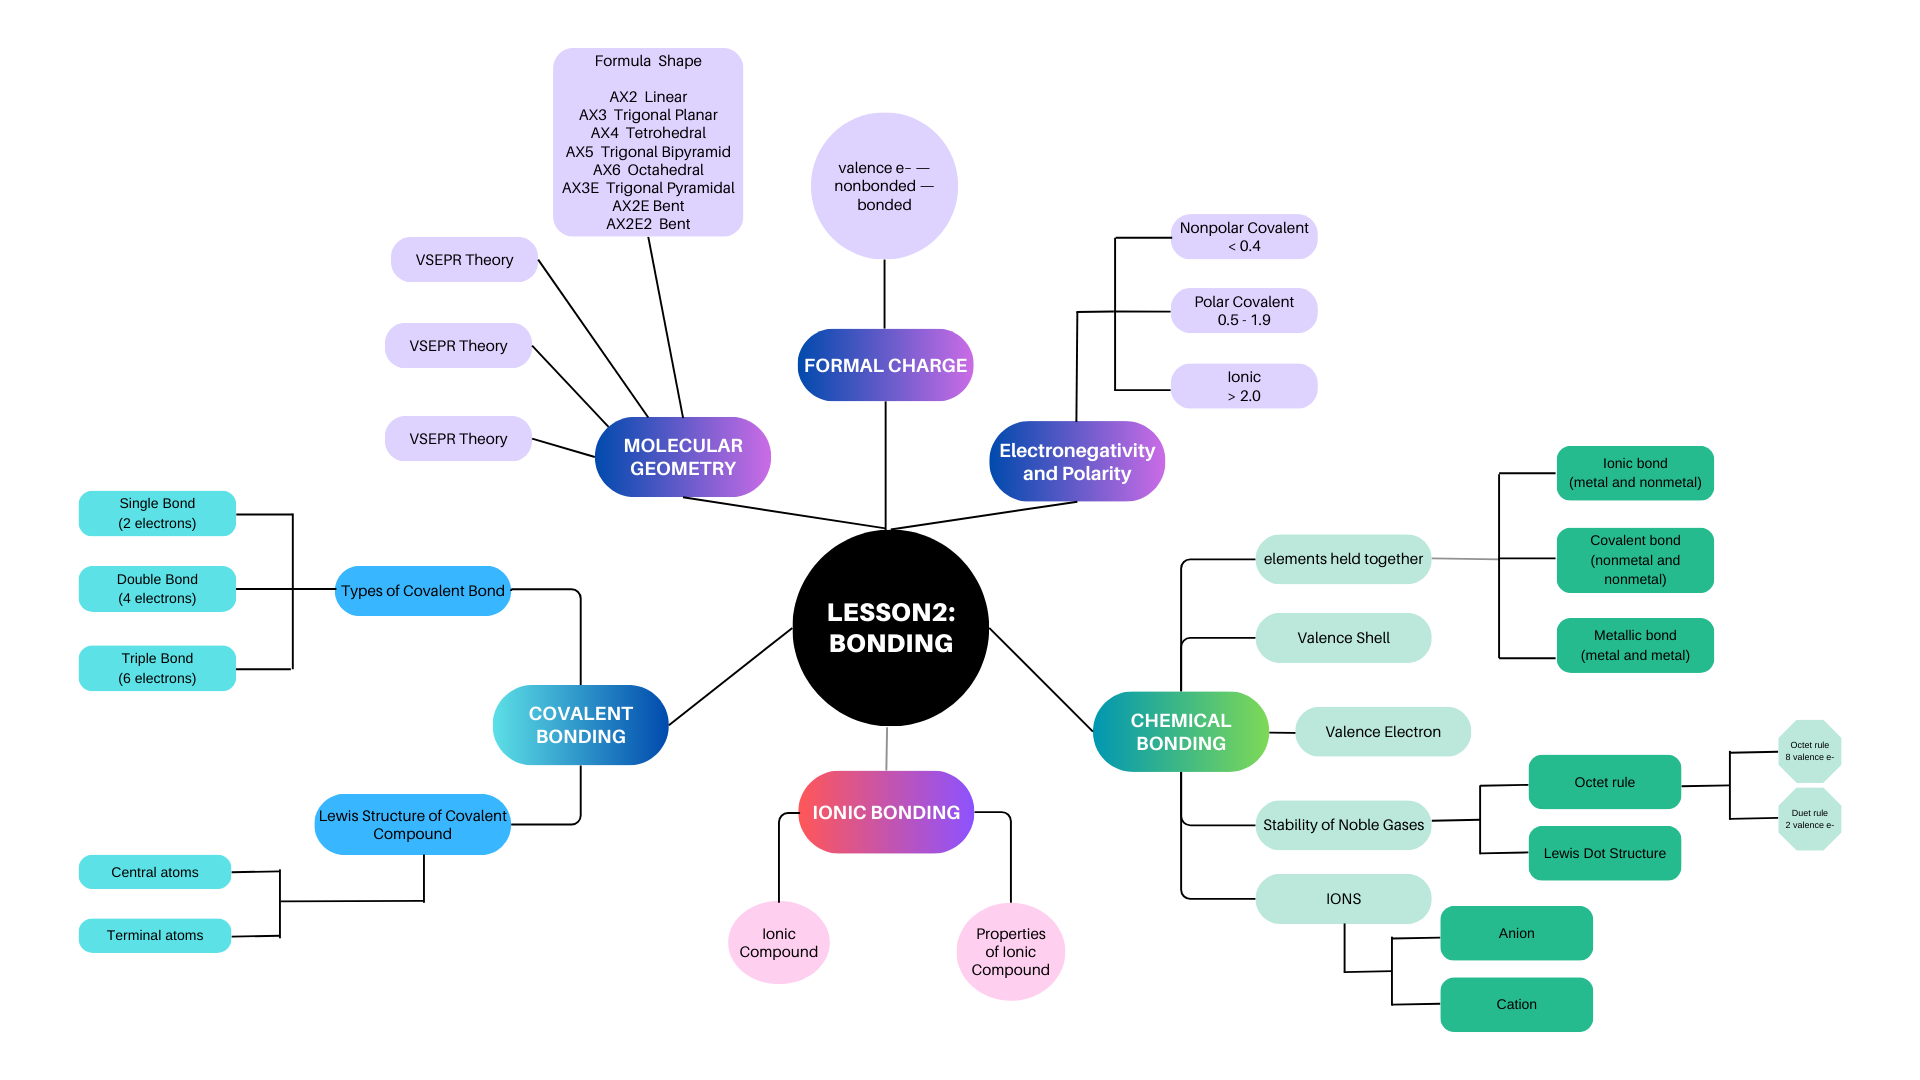 Formula  Shape
AX2  Linear
AX3  Trigonal Planar
AX4  Tetrohedral
AX5  Trigonal Bipyramid
AX6  Octahedral
AX3E  Trigonal Pyramidal
AX2E Bent
AX2E2  Bent
valence e- —
nonbonded —
bonded
VSEPR Theory
VSEPR Theory
VSEPR Theory
MOLECULAR
GEOMETRY
FORMAL CHARGE
Nonpolar Covalent
< 0.4
Polar Covalent
0.5 - 1.9
Ionic
> 2.0
Electronegativity
and Polarity
LESSON2:
BONDING
Single Bond
(2 electrons)
Double Bond
(4 electrons)
Triple Bond
(6 electrons)
Types of Covalent Bond
COVALENT
BONDING
Lewis Structure of Covalent
Compound
Central atoms
Terminal atoms
IONIC BONDING
Ionic
Compound
Properties
of Ionic
Compound
CHEMICAL
BONDING
elements held together
Ionic bond
(metal and nonmetal)
Covalent bond
(nonmetal and
nonmetal)
Metallic bond
(metal and metal)
Valence Shell
Valence Electron
Stability of Noble Gases
Octet rule
Octet rule
8 valence e-
Duet rule
2 valence e-
Lewis Dot Structure
IONS
Anion
Cation